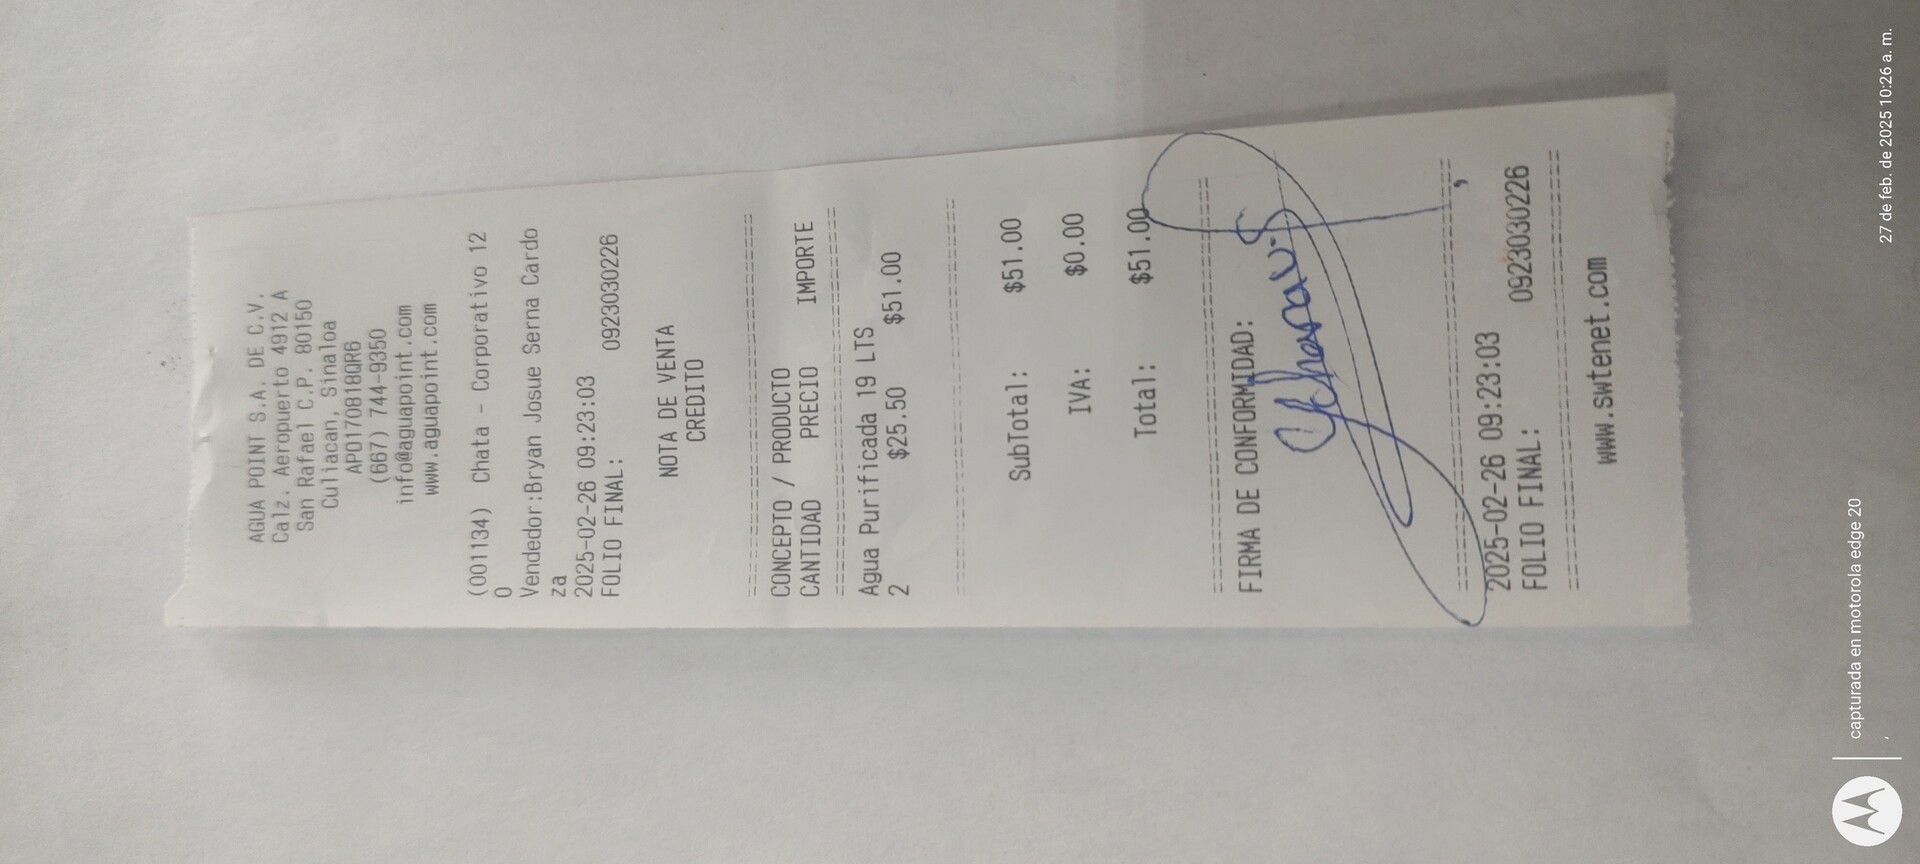 AGUA POINT S.A. DE C.V.
Calz. Aeropuerto 4912 A
San Rafael C.P. 80150
Culiacan, Sinaloa
APO170818QR6
(667) 744-9350
info@aguapoint.com
www.aguapoint.com
(001134) Chata - Corporativo 12
0
Vendedor:Bryan Josue Serna Cardo
za
2025-02-26 09:23:03
FOLIO FINAL: 0923030226
NOTA DE VENTA
CREDITO
================================
CONCEPTO / PRODUCTO
CANTIDAD PRECIO IMPORTE
================================
Agua Purificada 19 LTS
2 $25.50 $51.00
================================
SubTotal: $51.00
IVA: $0.00
Total: $51.00
================================
FIRMA DE CONFORMIDAD:
================================
2025-02-26 09:23:03
FOLIO FINAL: 0923030226
================================
www.swtenet.com
capturada en motorola edge 20
,
27 de feb. de 2025 10:26 a. m.